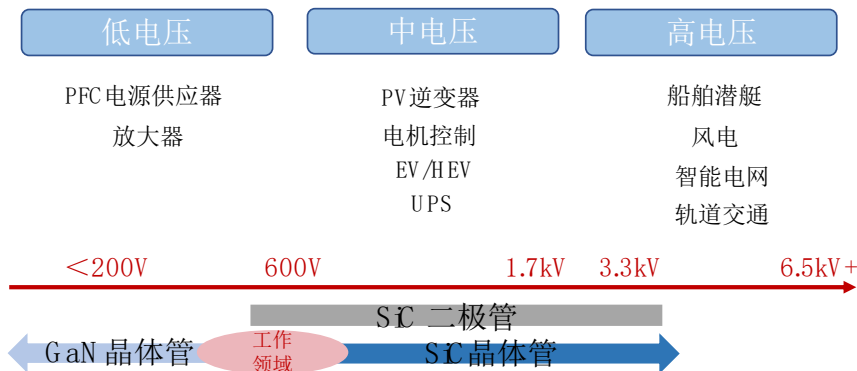 低电压 中电压 高电压
PFC电源供应器 PV逆变器 船舶潜艇
放大器 电机控制 风电
EV/HEV 智能电网
UPS 轨道交通
＜200V 600V 1.7kV 3.3kV 6.5kV+
SiC 二极管
GaN 晶体管 工作 SiC晶体管
领域